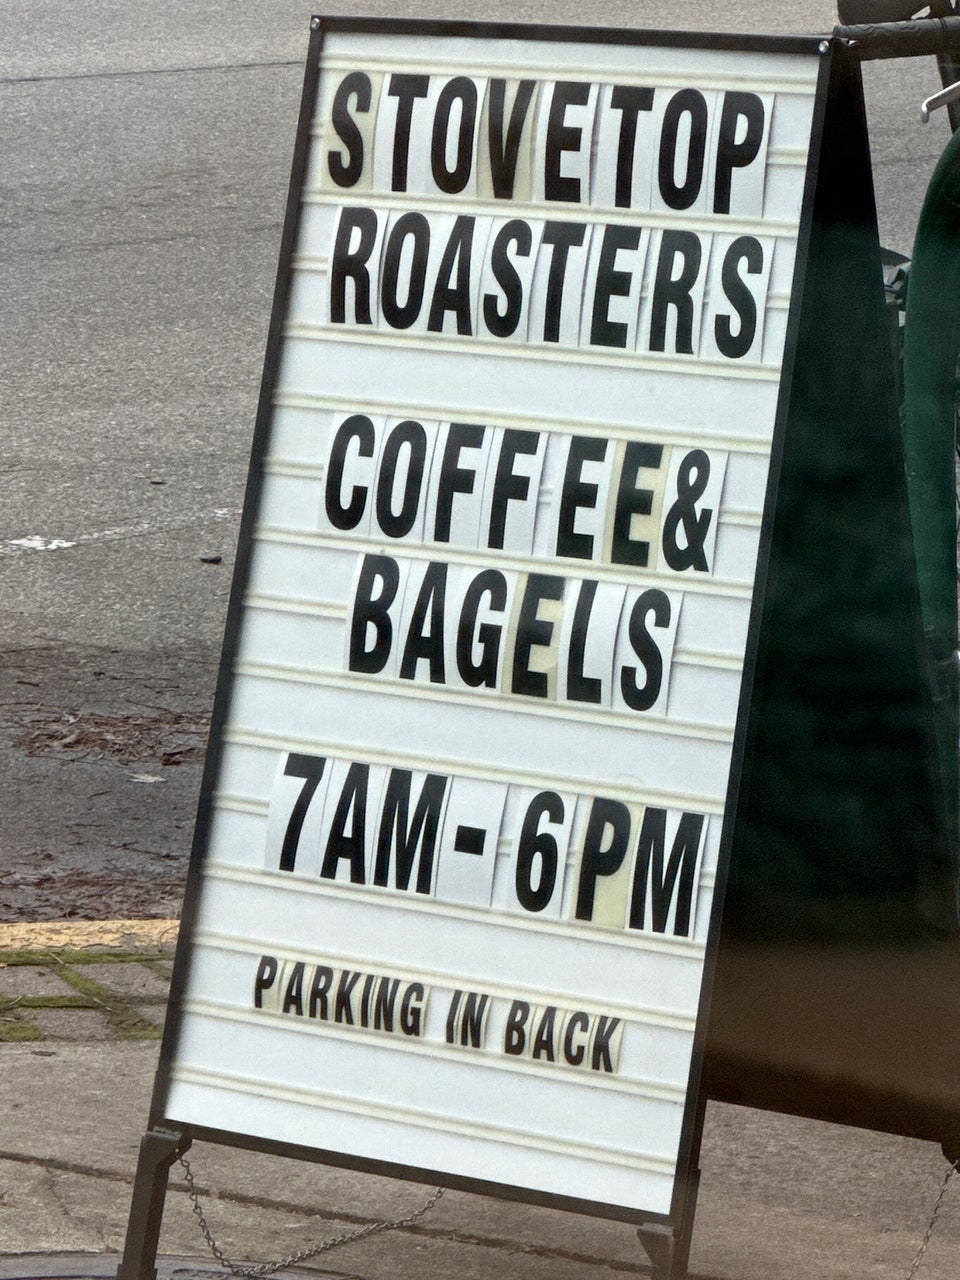 STOVETOP
ROASTERS
COFFEE&
BAGELS
7AM-6PM
PARKING IN BACK